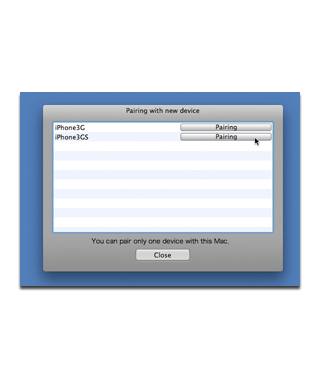 Pairing with new device
iPhone3G Pairing
iPhone3GS Pairing
You can pair only one device with this Mac.
Close